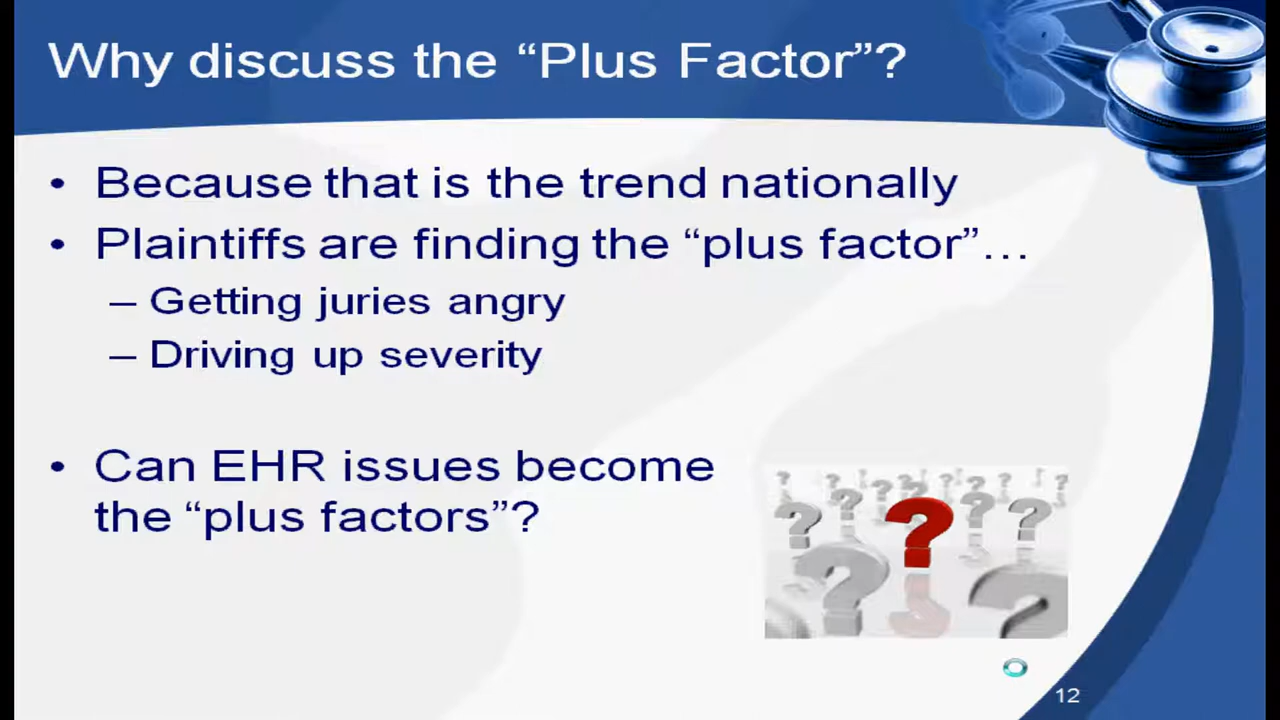 Why discuss the “Plus Factor”?
• Because that is the trend nationally
• Plaintiffs are finding the “plus factor”…
– Getting juries angry
– Driving up severity
• Can EHR issues become
the “plus factors”?
12